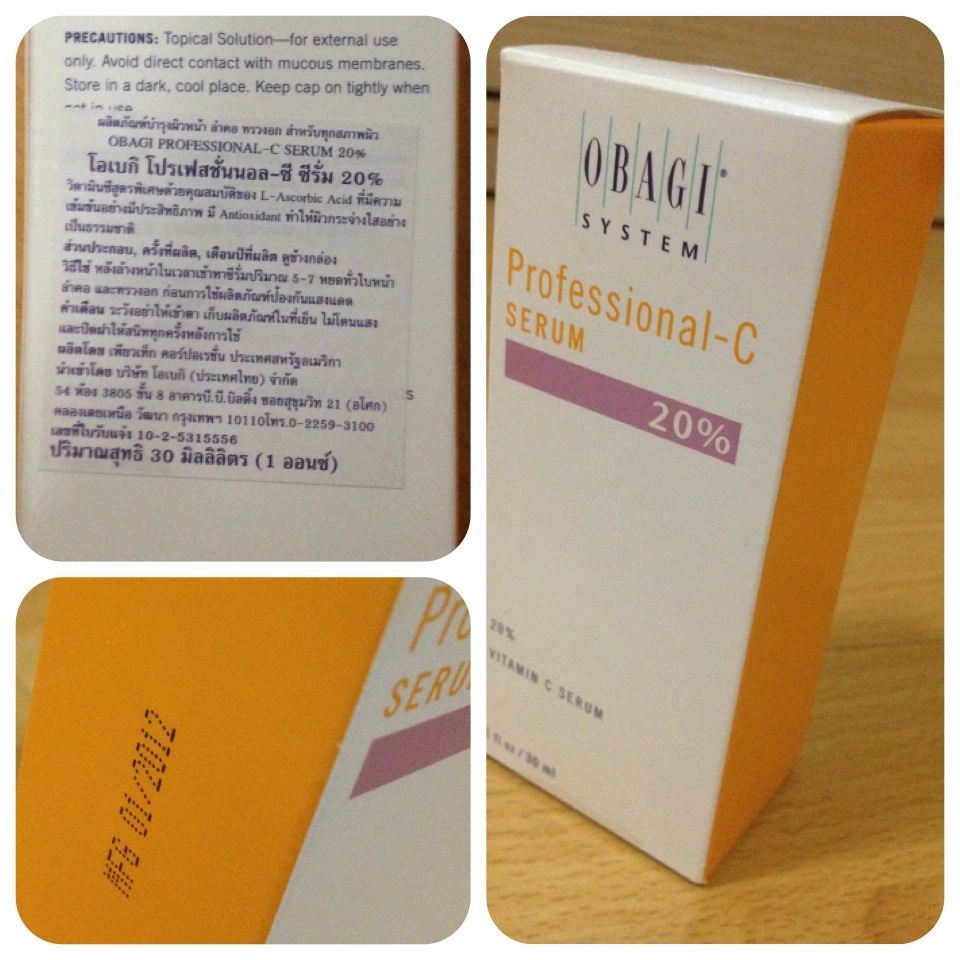 PRECAUTIONS: Topical Solution—for external use
only. Avoid direct contact with mucous membranes.
Store in a dark, cool place. Keep cap on tightly when
not in use
ผลิตภัณฑ์บำรุงผิวหน้า ลำคอ ทรวงอก สำหรับทุกสภาพผิว
OBAGI PROFESSIONAL-C SERUM 20%
โอเบกิ โปรเฟสชั่นนอล-ซี ซีรั่ม 20%
วิตามินซีสูตรพิเศษด้วยคุณสมบัติของ L-Ascorbic Acid ที่มีความ
เข้มข้นอย่างมีประสิทธิภาพ มี Antioxidant ทำให้ผิวกระจ่างใสอย่าง
เป็นธรรมชาติ
ส่วนประกอบ, ครั้งที่ผลิต, เดือนปีที่ผลิต ดูข้างกล่อง
วิธีใช้ หลังล้างหน้าในเวลาเช้าทาซีรั่มปริมาณ 5-7 หยดทั่วใบหน้า
ลำคอ และทรวงอก ก่อนการใช้ผลิตภัณฑ์ป้องกันแสงแดด
คำเตือน ระวังอย่าให้เข้าตา เก็บผลิตภัณฑ์ในที่เย็น ไม่โดนแสง
และปิดฝาให้สนิททุกครั้งหลังการใช้
ผลิตโดย เพียวเท็ก คอร์ปอเรชั่น ประเทศสหรัฐอเมริกา
นำเข้าโดย บริษัท โอเบกิ (ประเทศไทย) จำกัด
54 ห้อง 3805 ชั้น 8 อาคารบี.บี.บิลดิ้ง ซอยสุขุมวิท 21 (อโศก)
คลองเตยเหนือ วัฒนา กรุงเทพฯ 10110โทร.0-2259-3100
เลขที่ใบรับแจ้ง 10-2-5315556
ปริมาณสุทธิ 30 มิลลิลิตร (1 ออนซ์)
s
OBAGI®
SYSTEM
Professional-C
SERUM
20%
20%
VITAMIN C SERUM
fl oz / 30 ml
Pro
SERU
MFG 01/2012